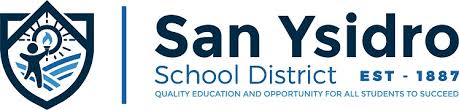 San Ysidro
School District EST - 1887
QUALITY EDUCATION AND OPPORTUNITY FOR ALL STUDENTS TO SUCCEED